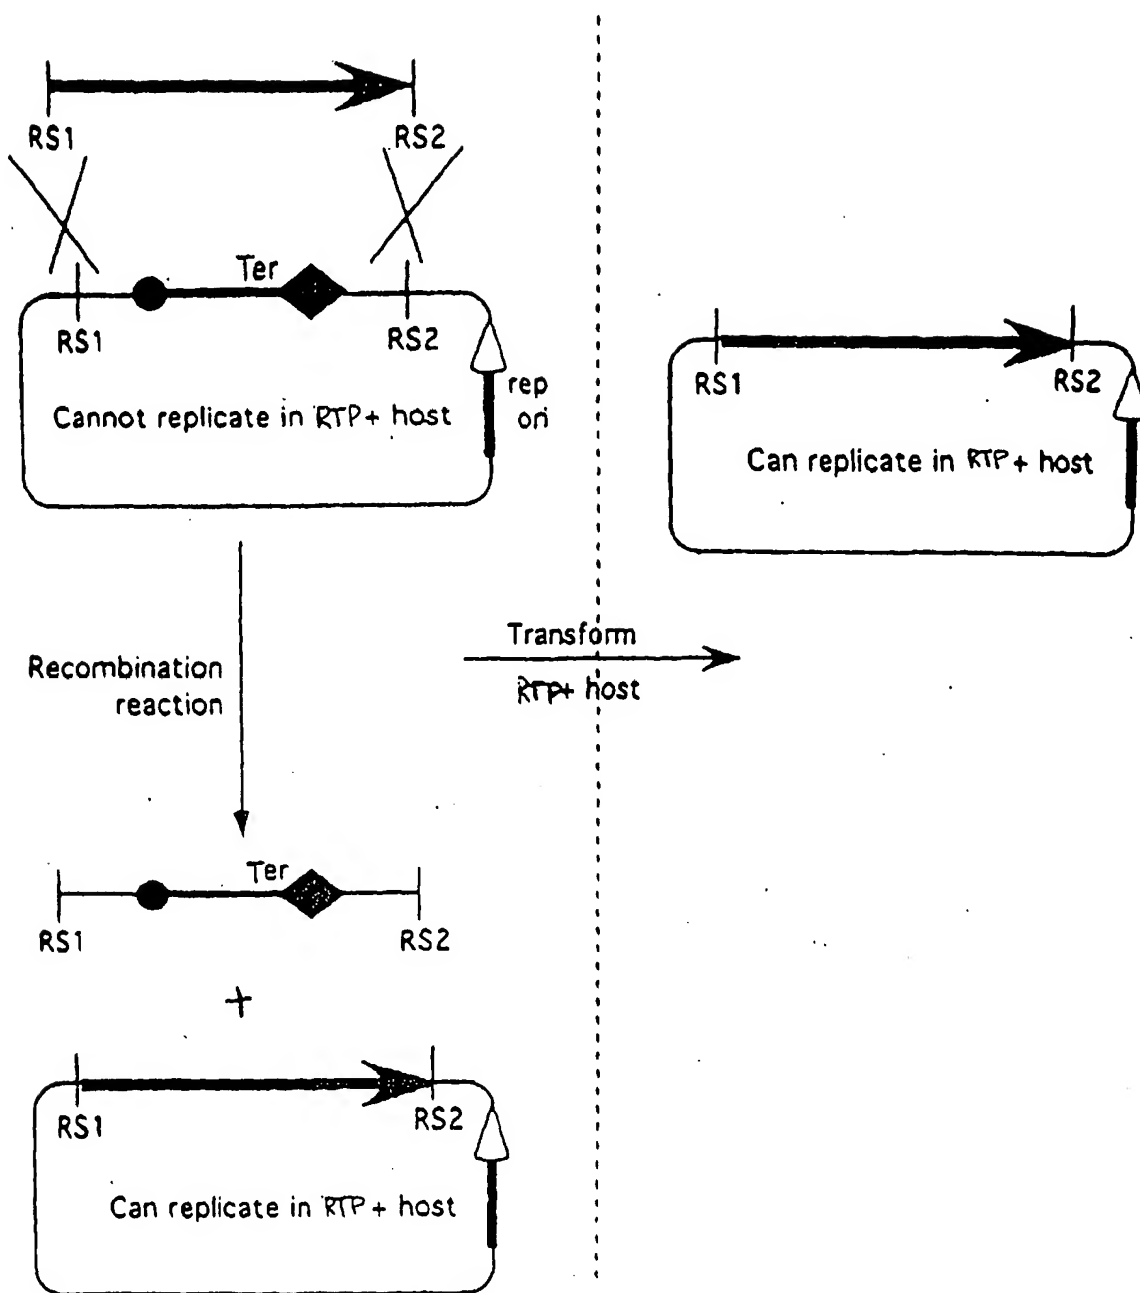 RS1
RS2
Ter
RS1
RS2
rep
ori
Cannot replicate in RTP+ host
RS1
RS2
Can replicate in RTP+ host
Recombination
reaction
Transform
RTP+ host
Ter
RS1
RS2
+
RS1
RS2
Can replicate in RTP+ host